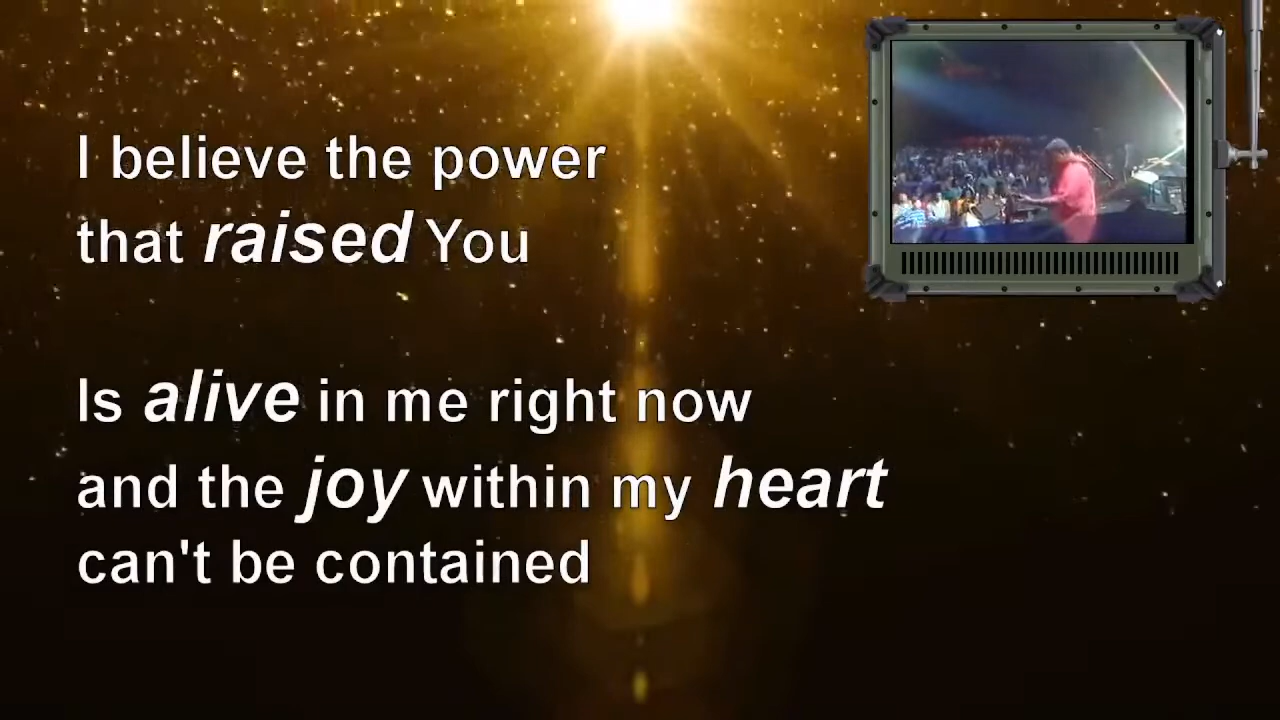 I believe the power
that raised You
Is alive in me right now
and the joy within my heart
can't be contained